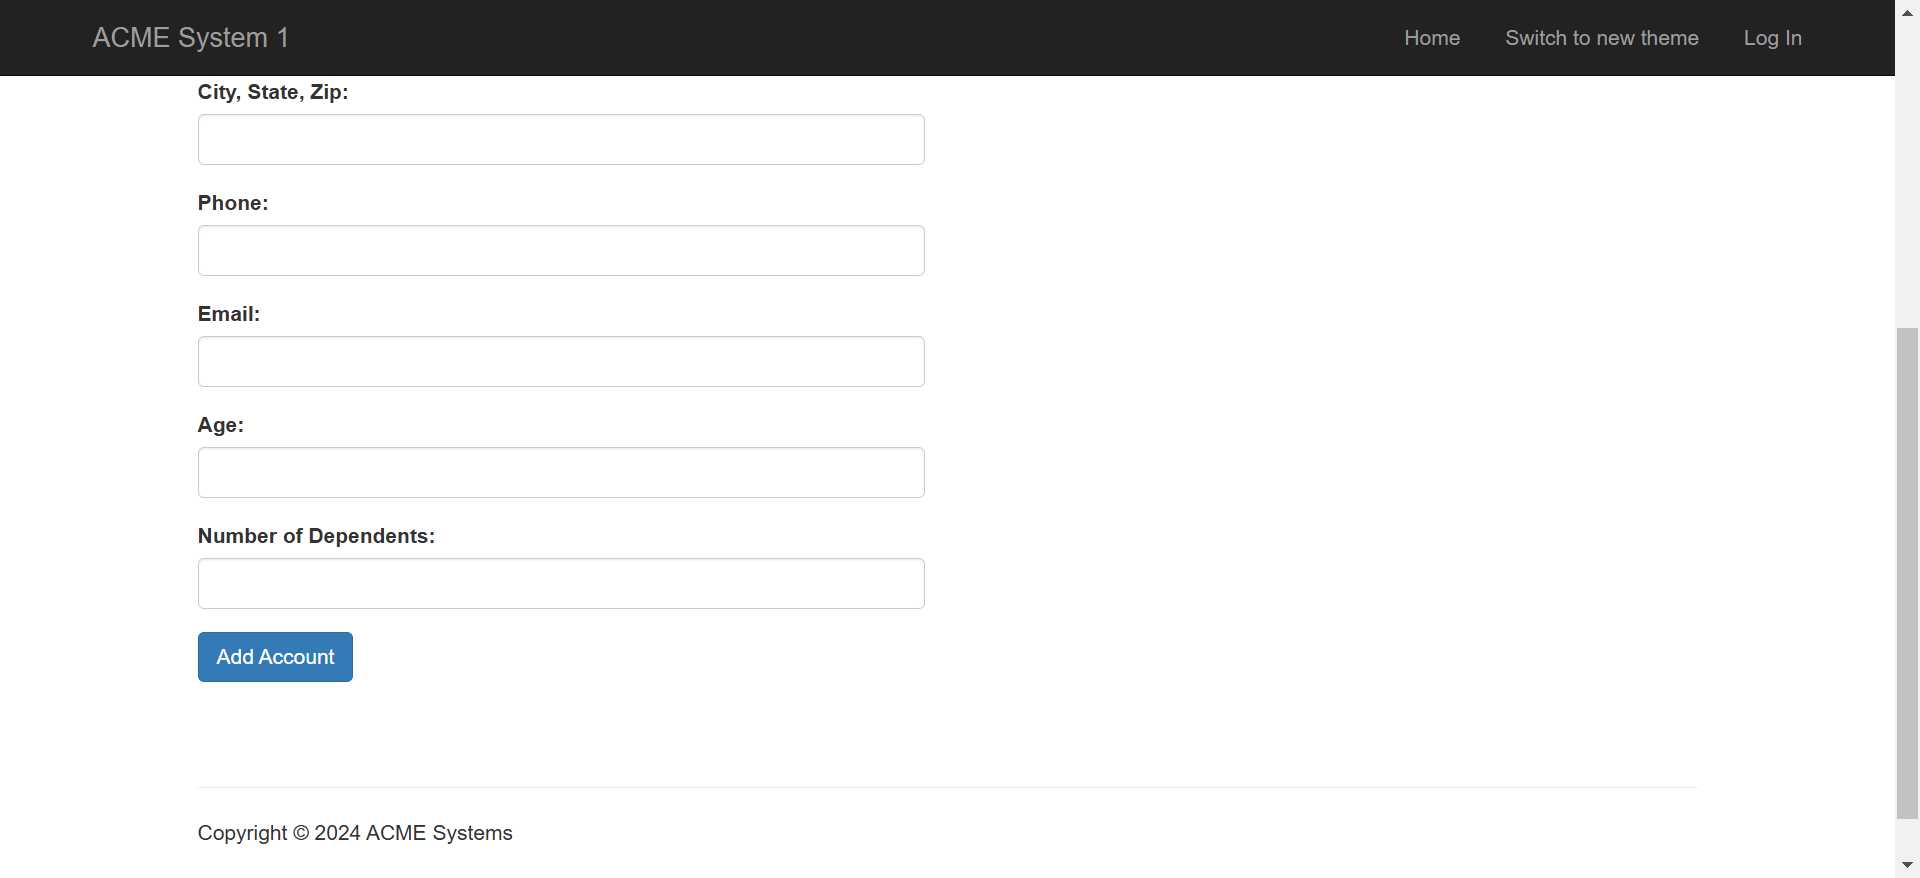 ACME System 1
Home
Switch to new theme
Log In
City, State, Zip:
Phone:
Email:
Age:
Number of Dependents:
Add Account
Copyright © 2024 ACME Systems